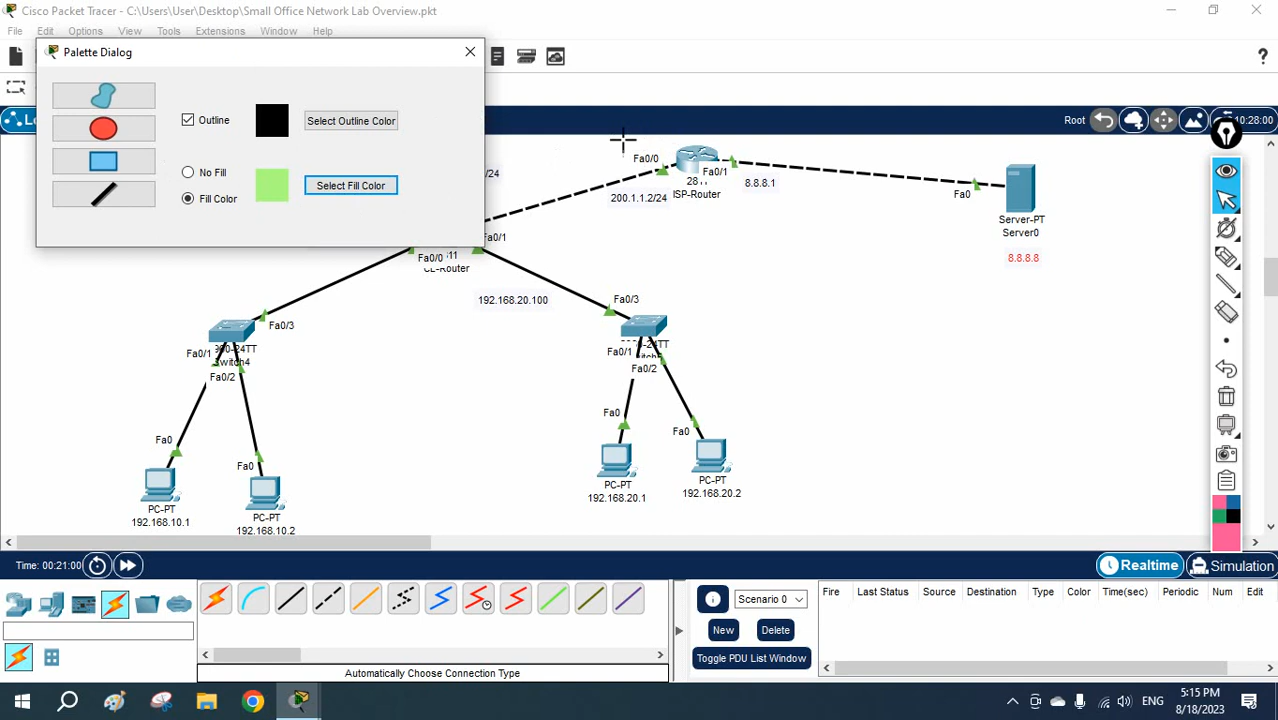 Cisco Packet Tracer - C:\Users\User\Desktop\Small Office Network Lab Overview.pkt
File Edit Options View Tools Extensions Window Help
Palette Dialog
Outline
Select Outline Color
No Fill
Fill Color
Select Fill Color
Root
10:28:00
/24
Fa0/0
Fa0/1
ISP-Router
200.1.1.2/24
8.8.8.1
Fa0
Server-PT
Server0
8.8.8.8
Fa0/1
Fa0/0
192.168.20.100
Fa0/3
Fa0/3
Fa0/1
Fa0/2
Fa0/1
Fa0/2
Fa0
Fa0
PC-PT
192.168.10.1
PC-PT
192.168.10.2
Fa0
Fa0
PC-PT
192.168.20.1
PC-PT
192.168.20.2
Time: 00:21:00
Realtime
Simulation
Scenario 0
New
Delete
Toggle PDU List Window
Fire Last Status Source Destination Type Color Time(sec) Periodic Num Edit
Automatically Choose Connection Type
ENG
5:15 PM
8/18/2023